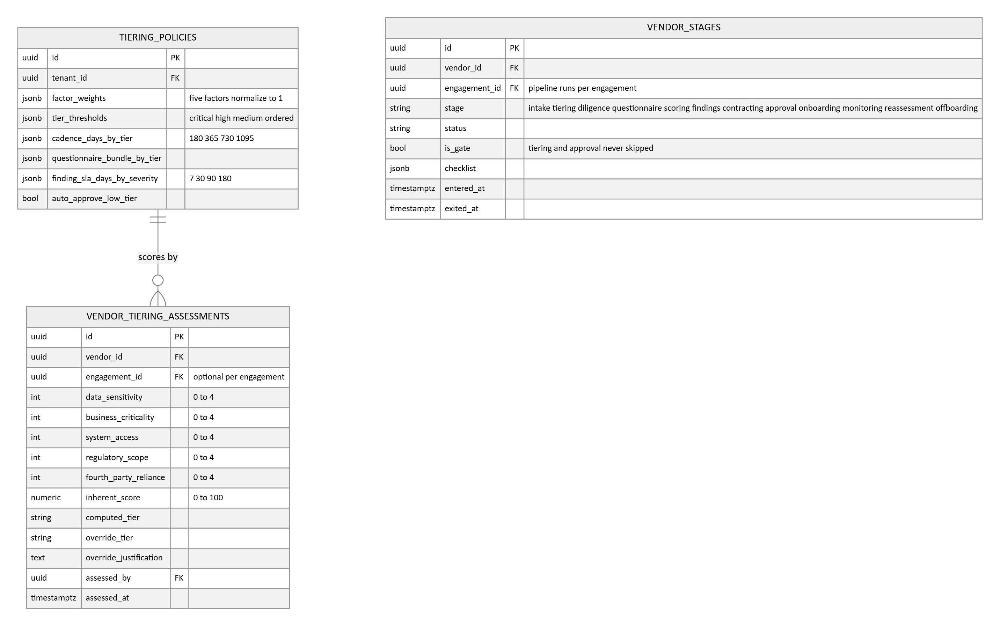 TIERING_POLICIES
uuid id PK
uuid tenant_id FK
jsonb factor_weights five factors normalize to 1
jsonb tier_thresholds critical high medium ordered
jsonb cadence_days_by_tier 180 365 730 1095
jsonb questionnaire_bundle_by_tier
jsonb finding_sla_days_by_severity 7 30 90 180
bool auto_approve_low_tier
scores by
VENDOR_TIERING_ASSESSMENTS
uuid id PK
uuid vendor_id FK
uuid engagement_id FK optional per engagement
int data_sensitivity 0 to 4
int business_criticality 0 to 4
int system_access 0 to 4
int regulatory_scope 0 to 4
int fourth_party_reliance 0 to 4
numeric inherent_score 0 to 100
string computed_tier
string override_tier
text override_justification
uuid assessed_by FK
timestamptz assessed_at
VENDOR_STAGES
uuid id PK
uuid vendor_id FK
uuid engagement_id FK pipeline runs per engagement
string stage intake tiering diligence questionnaire scoring findings contracting approval onboarding monitoring reassessment offboarding
string status
bool is_gate tiering and approval never skipped
jsonb checklist
timestamptz entered_at
timestamptz exited_at